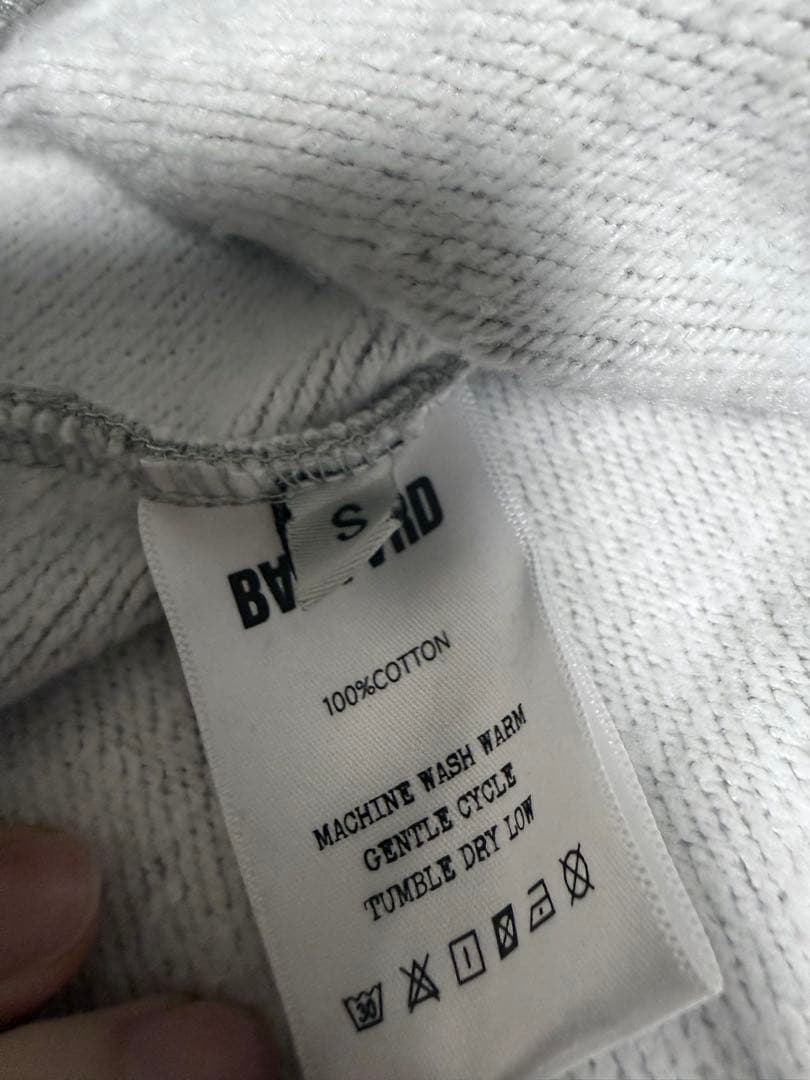 S
100%COTTON
MACHINE WASH WARM
GENTLE CYCLE
TUMBLE DRY LOW
30